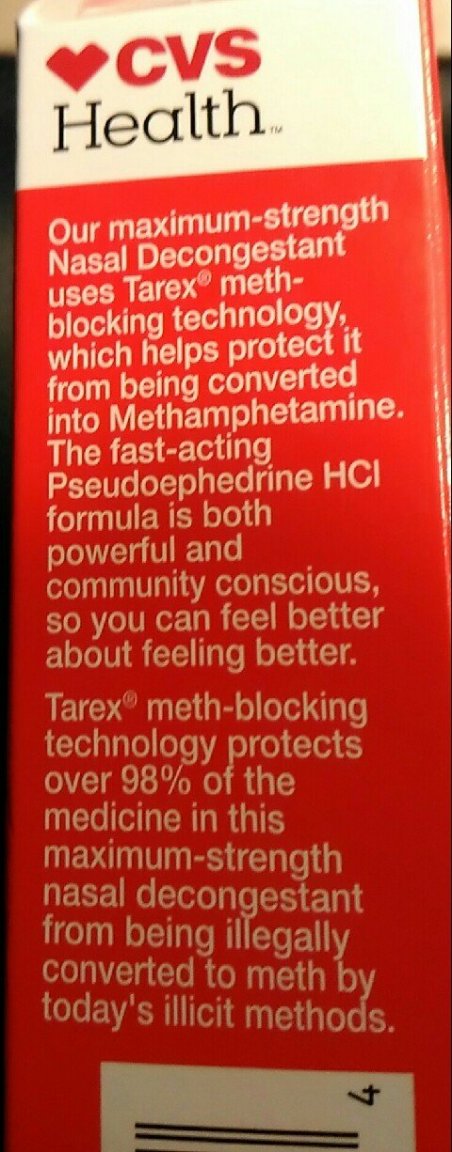 CVS
Health™
Our maximum-strength
Nasal Decongestant
uses Tarex® meth-
blocking technology,
which helps protect it
from being converted
into Methamphetamine.
The fast-acting
Pseudoephedrine HCl
formula is both
powerful and
community conscious,
so you can feel better
about feeling better.
Tarex® meth-blocking
technology protects
over 98% of the
medicine in this
maximum-strength
nasal decongestant
from being illegally
converted to meth by
today's illicit methods.
4